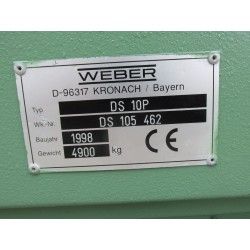 WEBER
D-96317 KRONACH / Bayern
Typ DS 10P
Wk.-Nr. DS 105 462
Baujahr 1998
Gewicht 4900 kg
CE